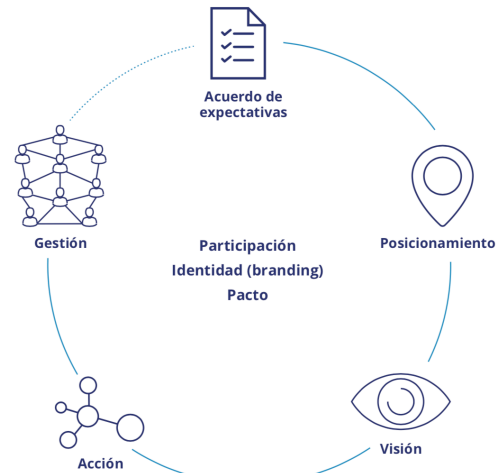 Acuerdo de
expectativas
Gestión
Posicionamiento
Participación
Identidad (branding)
Pacto
Visión
Acción